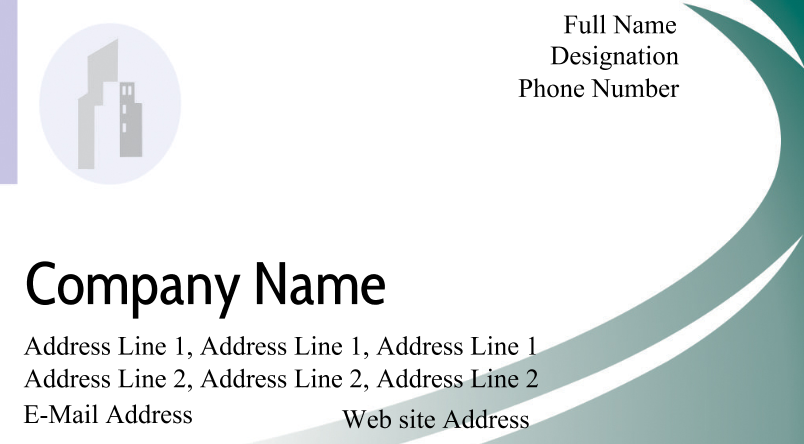 Full Name
Designation
Phone Number
Company Name
Address Line 1, Address Line 1, Address Line 1
Address Line 2, Address Line 2, Address Line 2
E-Mail Address
Web site Address